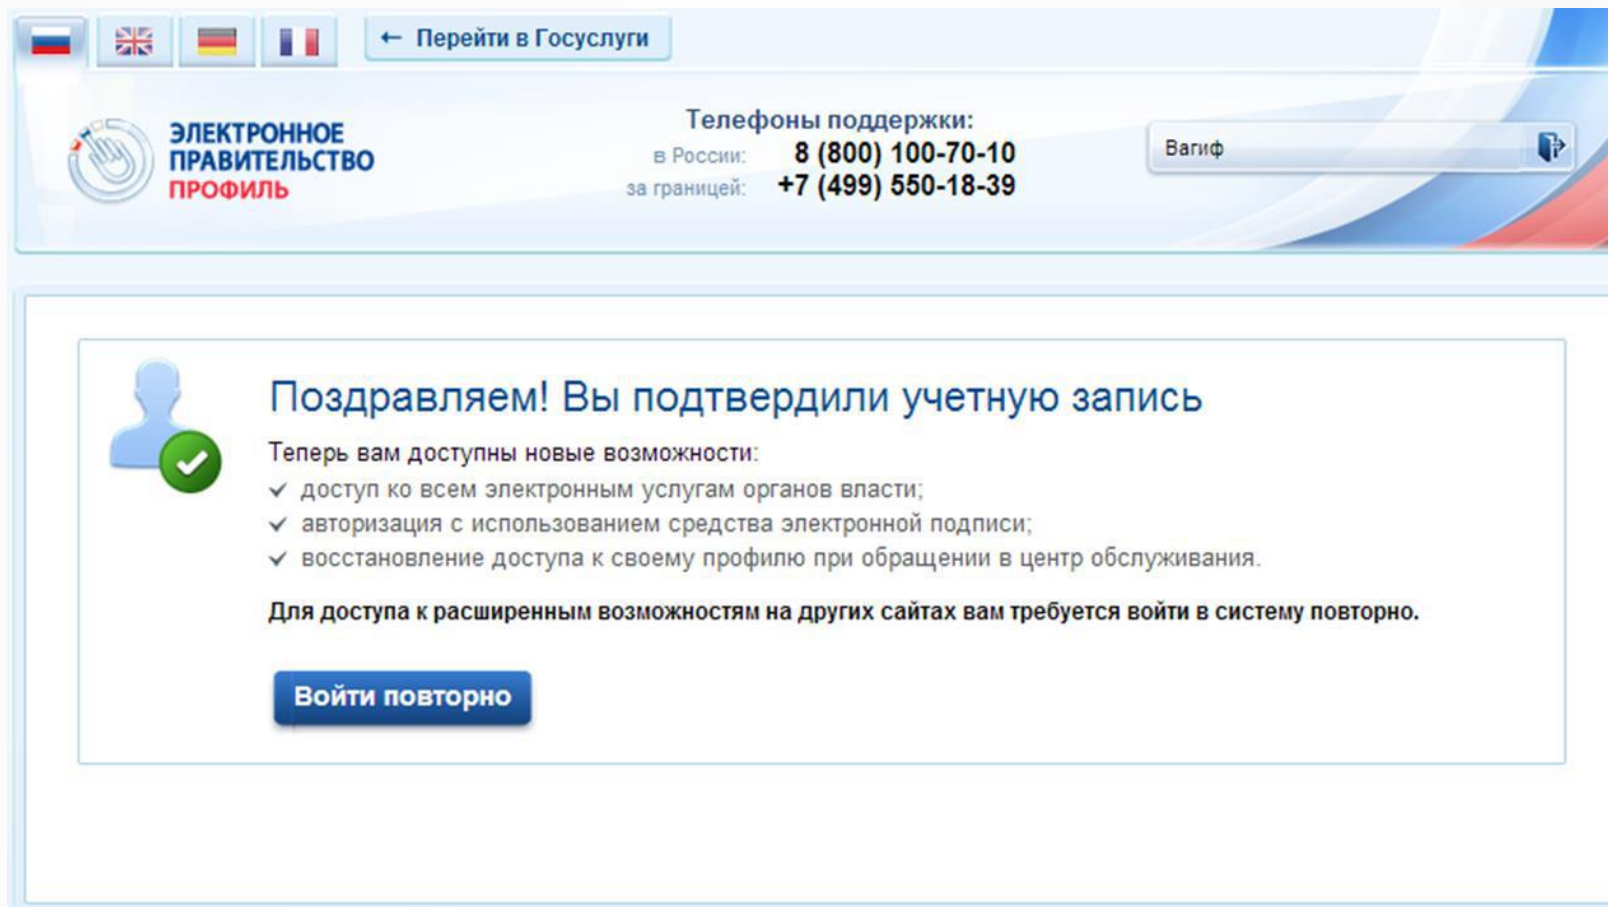 ← Перейти в Госуслуги
ЭЛЕКТРОННОЕ
ПРАВИТЕЛЬСТВО
ПРОФИЛЬ
Телефоны поддержки:
в России: 8 (800) 100-70-10
за границей: +7 (499) 550-18-39
Вагиф
Поздравляем! Вы подтвердили учетную запись
Теперь вам доступны новые возможности:
✓ доступ ко всем электронным услугам органов власти;
✓ авторизация с использованием средства электронной подписи;
✓ восстановление доступа к своему профилю при обращении в центр обслуживания.
Для доступа к расширенным возможностям на других сайтах вам требуется войти в систему повторно.
Войти повторно